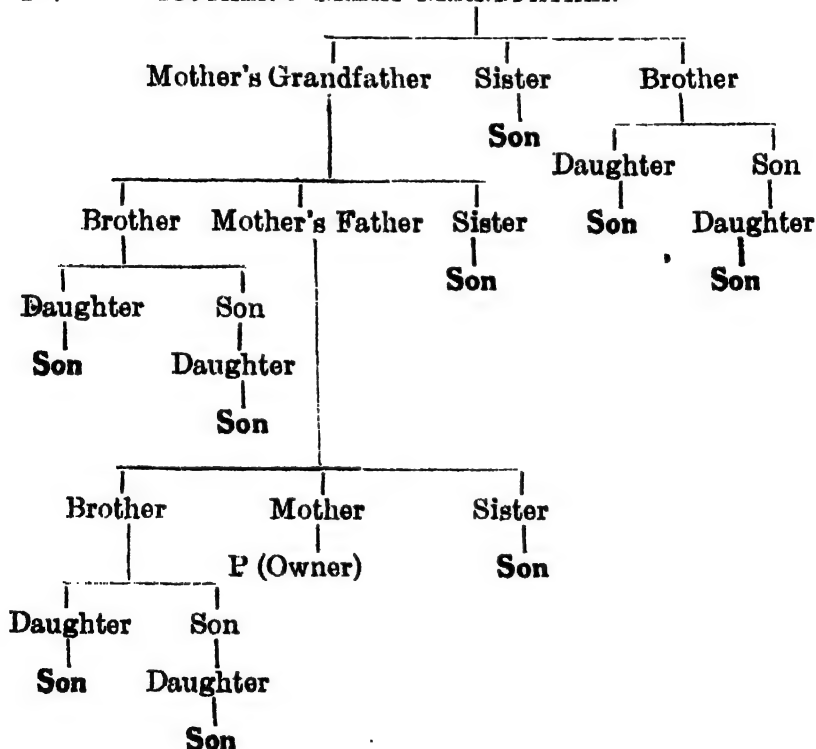 Mother's Grandfather Sister Brother
Son
Daughter Son
Brother Mother's Father Sister Son Daughter
Son Son
Daughter Son
Son Daughter
Son
Brother Mother Sister
P (Owner) Son
Daughter Son
Son Daughter
Son